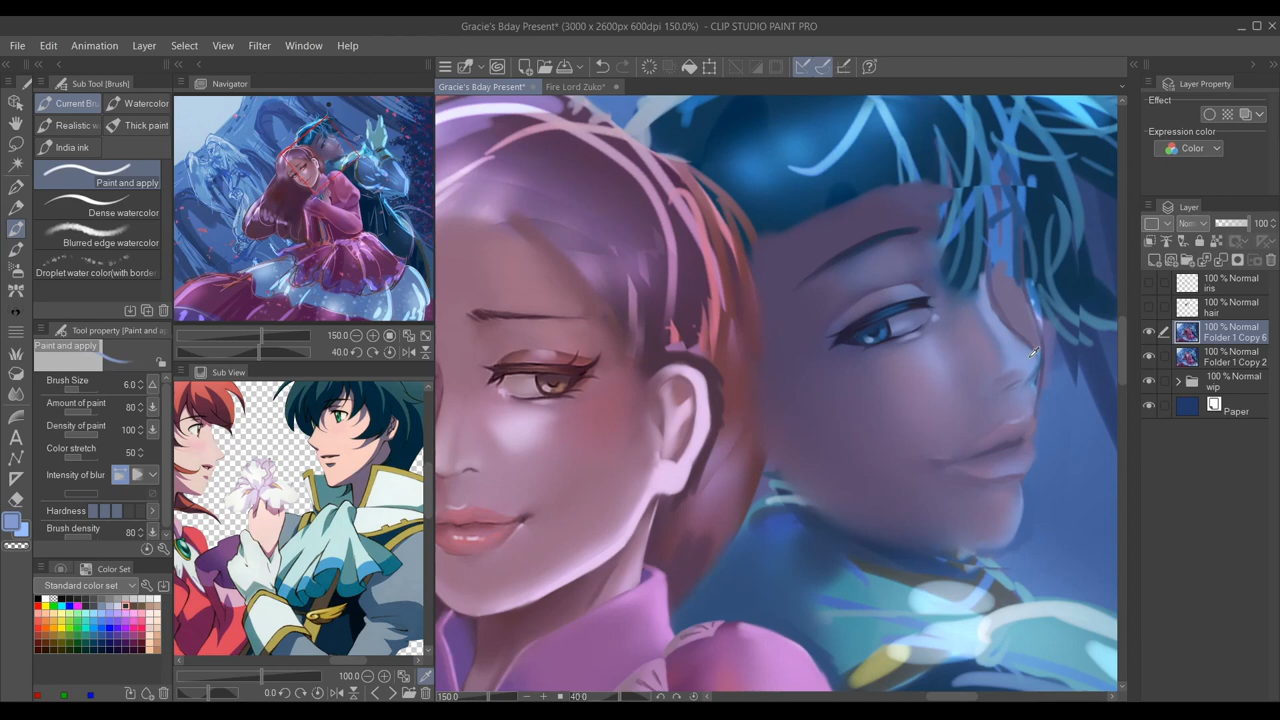 Gracie's Bday Present* (3000 x 2600px 600dpi 150.0%) - CLIP STUDIO PAINT PRO
File Edit Animation Layer Select View Filter Window Help
Sub Tool [Brush]
Navigator
Gracie's Bday Present* Fire Lord Zuko*
Current Bru Watercolor
Realistic w Thick paint
India ink
Paint and apply
Dense watercolor
Blurred edge watercolor
Droplet water color(with border
Tool property [Paint and ap
Paint and apply
Brush Size 6.0
Amount of paint 80
Density of paint 100
Color stretch 50
Intensity of blur
Hardness
Brush density 80
Color Set
Standard color set
150.0
40.0
Sub View
100.0
0.0
150.0 40.0
Layer Property
Effect
Expression color
Color
Layer
Nom 100
100 % Normal
iris
100 % Normal
hair
100 % Normal
Folder 1 Copy 6
100 % Normal
Folder 1 Copy 2
100 % Normal
wip
Paper